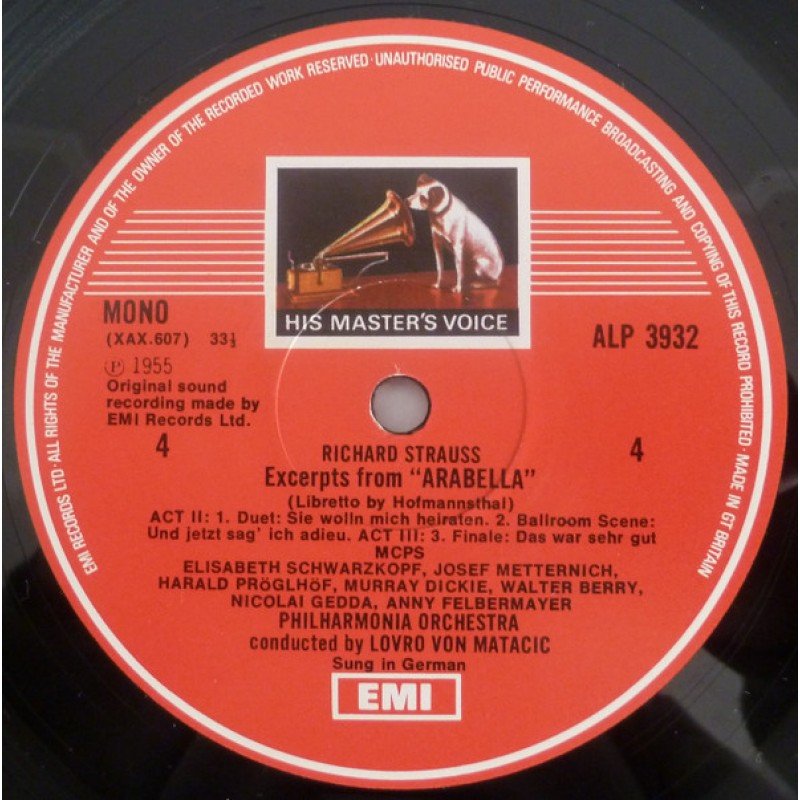 EMI RECORDS LTD · ALL RIGHTS OF THE MANUFACTURER AND OF THE OWNER OF THE RECORDED WORK RESERVED · UNAUTHORISED PUBLIC PERFORMANCE BROADCASTING AND COPYING OF THIS RECORD PROHIBITED · MADE IN GT BRITAIN
HIS MASTER'S VOICE
MONO
(XAX.607) 33⅓
ALP 3932
Ⓟ 1955
Original sound
recording made by
EMI Records Ltd.
4
4
RICHARD STRAUSS
Excerpts from "ARABELLA"
(Libretto by Hofmannsthal)
ACT II: 1. Duet: Sie wolln mich heiraten. 2. Ballroom Scene:
Und jetzt sag' ich adieu. ACT III: 3. Finale: Das war sehr gut
MCPS
ELISABETH SCHWARZKOPF, JOSEF METTERNICH,
HARALD PRöGLHöF, MURRAY DICKIE, WALTER BERRY,
NICOLAI GEDDA, ANNY FELBERMAYER
PHILHARMONIA ORCHESTRA
conducted by LOVRO VON MATACIC
Sung in German
EMI